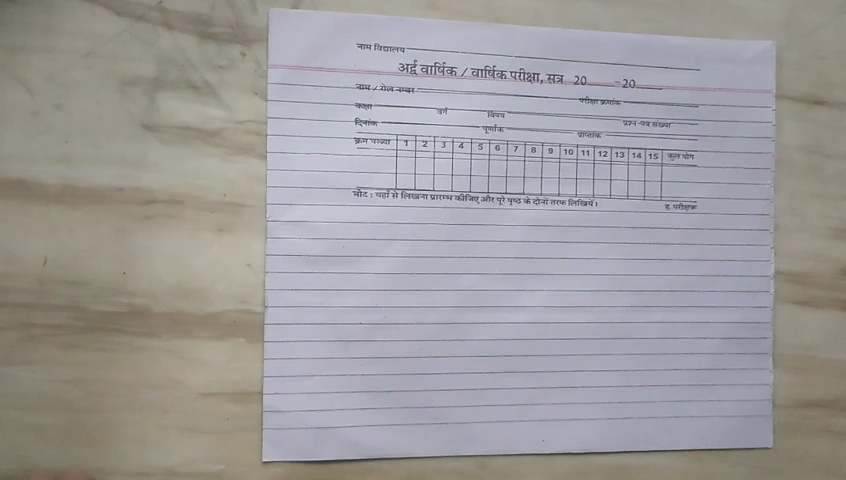 नाम विद्यालय
अर्द्व वार्षिक / वार्षिक परीक्षा, सत्र 20 -20
नाम / रोल नम्बर परीक्षा क्रमांक
कक्षा वर्ग विषय प्रश्न-पत्र संख्या
दिनांक पूर्णांक प्राप्तांक
क्रम संख्या 1 2 3 4 5 6 7 8 9 10 11 12 13 14 15 कुल योग
नोट : यहाँ से लिखना प्रारम्भ कीजिए और पूरे पृष्ठ के दोनों तरफ लिखिये। ह. परीक्षक